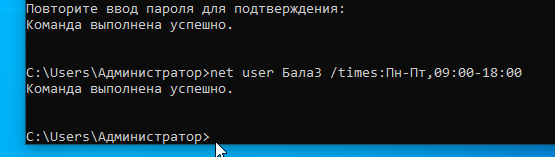 Повторите ввод пароля для подтверждения:
Команда выполнена успешно.
C:\Users\Администратор>net user Бала3 /times:Пн-Пт,09:00-18:00
Команда выполнена успешно.
C:\Users\Администратор>